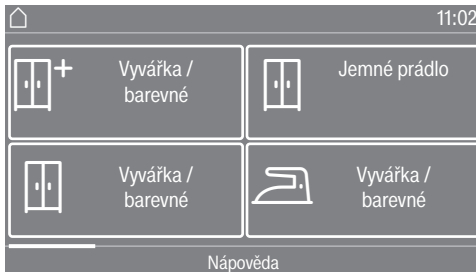 11:02
Vyvářka /
barevné
Jemné prádlo
Vyvářka /
barevné
Vyvářka /
barevné
Nápověda